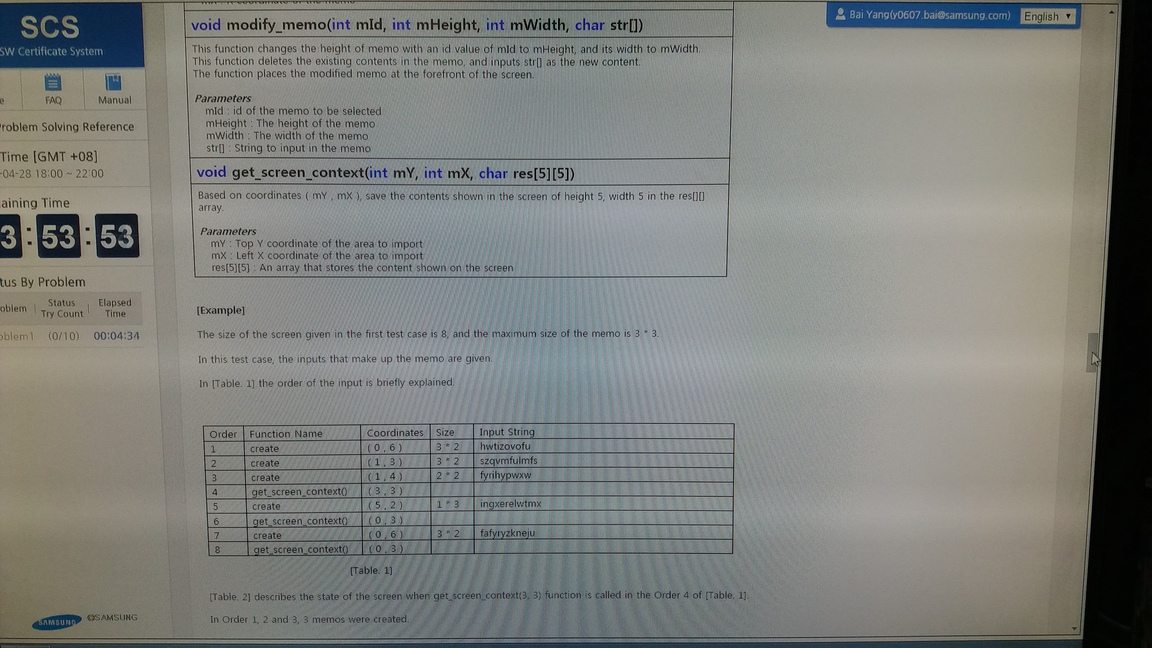 SCS
SW Certificate System
FAQ
Manual
Problem Solving Reference
Time [GMT +08]
-04-28 18:00 ~ 22:00
aining Time
3 : 53 : 53
tus By Problem
oblem
Status
Try Count
Elapsed
Time
oblem1 (0/10) 00:04:34
SAMSUNG
©SAMSUNG
Bai Yang(y0607.bai@samsung.com)
English
void modify_memo(int mId, int mHeight, int mWidth, char str[])
This function changes the height of memo with an id value of mId to mHeight, and its width to mWidth.
This function deletes the existing contents in the memo, and inputs str[] as the new content.
The function places the modified memo at the forefront of the screen.
Parameters
mId : id of the memo to be selected
mHeight : The height of the memo
mWidth : The width of the memo
str[] : String to input in the memo
void get_screen_context(int mY, int mX, char res[5][5])
Based on coordinates ( mY , mX ), save the contents shown in the screen of height 5, width 5 in the res[][]
array.
Parameters
mY : Top Y coordinate of the area to import
mX : Left X coordinate of the area to import
res[5][5] : An array that stores the content shown on the screen
[Example]
The size of the screen given in the first test case is 8, and the maximum size of the memo is 3 * 3.
In this test case, the inputs that make up the memo are given.
In [Table. 1] the order of the input is briefly explained.
Order Function Name Coordinates Size Input String
1 create ( 0 , 6 ) 3 * 2 hwtizovofu
2 create ( 1 , 3 ) 3 * 2 szqvmfulmfs
3 create ( 1 , 4 ) 2 * 2 fyrihypwxw
4 get_screen_context() ( 3 , 3 )
5 create ( 5 , 2 ) 1 * 3 ingxerelwtmx
6 get_screen_context() ( 0 , 3 )
7 create ( 0 , 6 ) 3 * 2 fafyryzkneju
8 get_screen_context() ( 0 , 3 )
[Table. 1]
[Table. 2] describes the state of the screen when get_screen_context(3, 3) function is called in the Order 4 of [Table. 1].
In Order 1, 2 and 3, 3 memos were created.